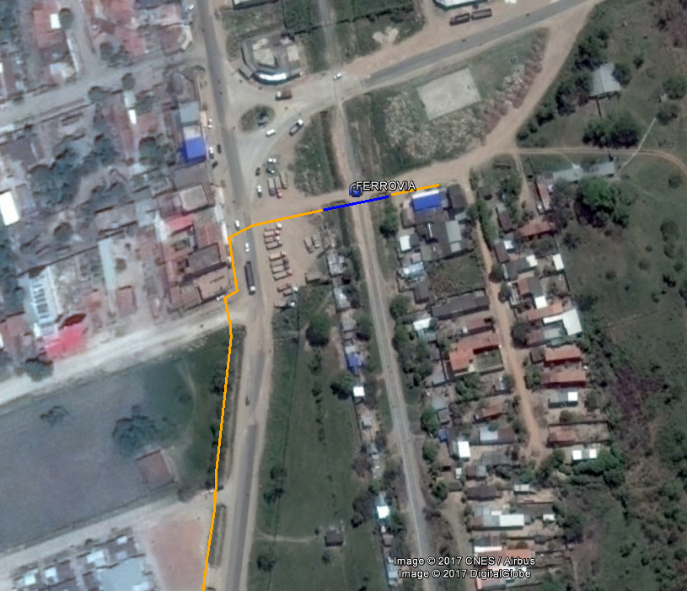 FERROVIA
Image © 2017 CNES / Airbus
Image © 2017 DigitalGlobe